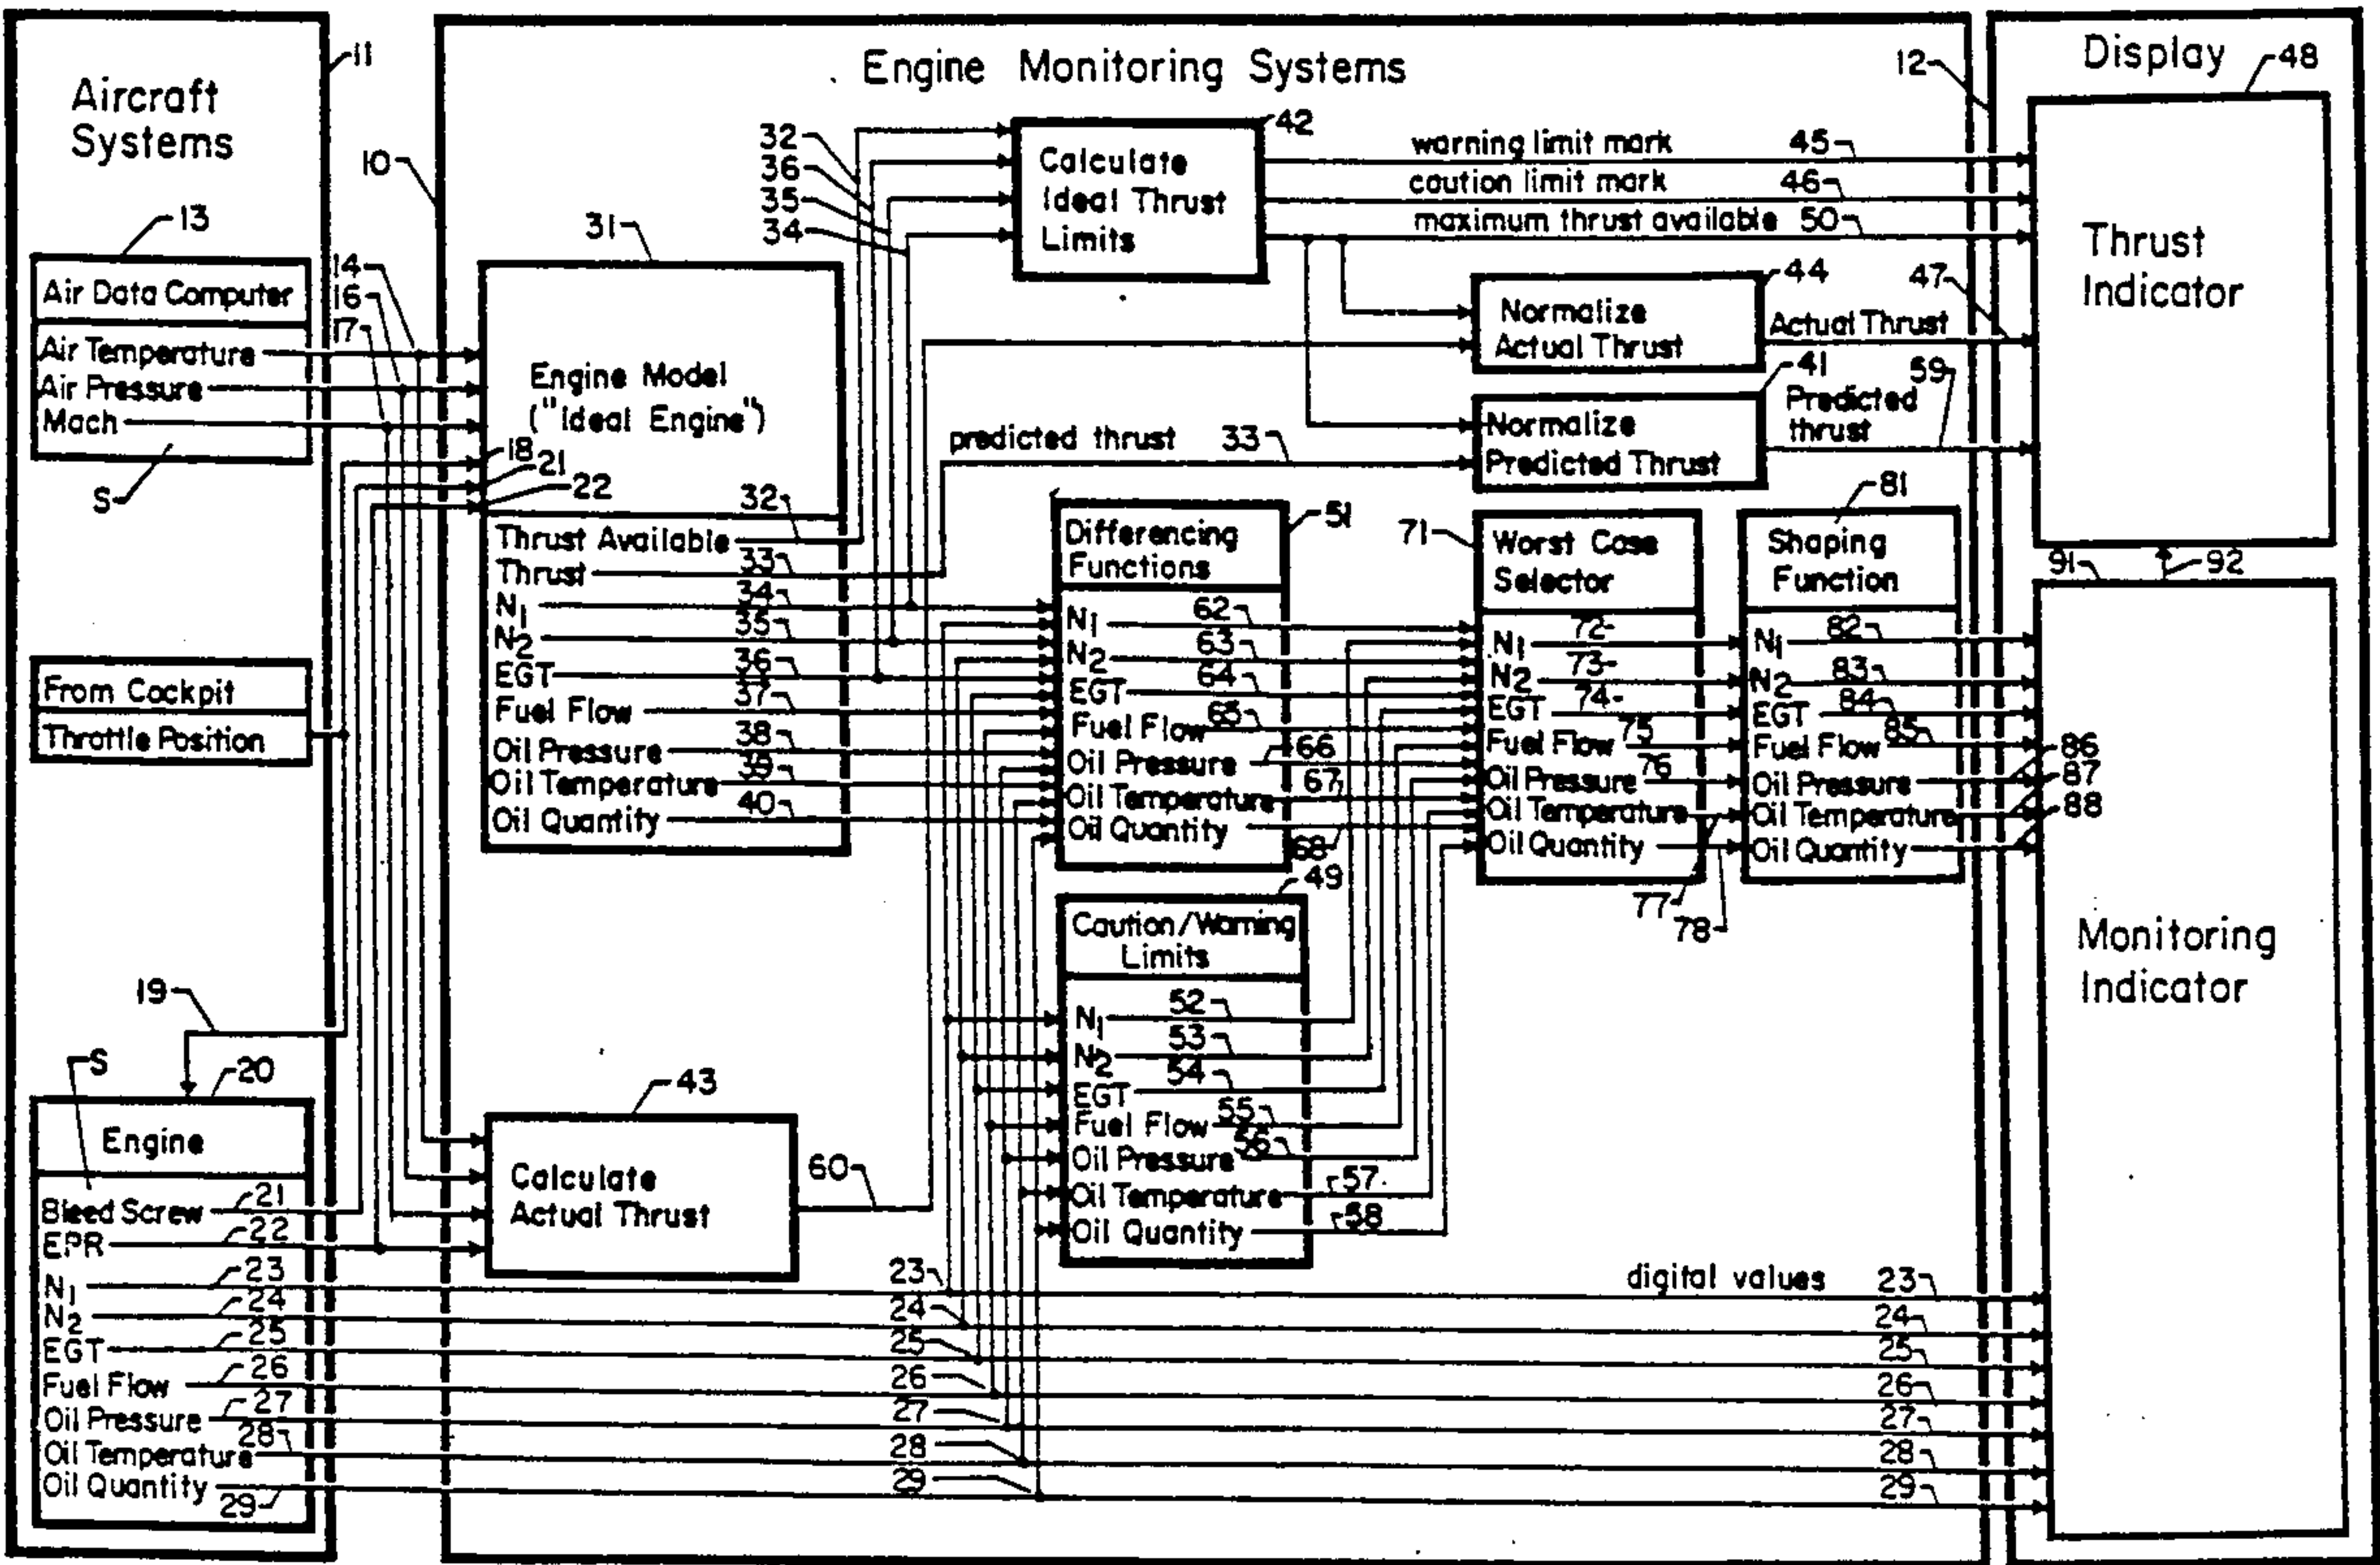 Aircraft
Systems
11
13
Air Data Computer
Air Temperature
Air Pressure
Mach
S
14
16
17
From Cockpit
Throttle Position
19
S
20
Engine
Bleed Screw 21
EPR 22
N1 23
N2 24
EGT 25
Fuel Flow 26
Oil Pressure 27
Oil Temperature 28
Oil Quantity 29
Engine Monitoring Systems
10
12
31
Engine Model
("Ideal Engine")
18
21
22
Thrust Available 32
Thrust 33
N1 34
N2 35
EGT 36
Fuel Flow 37
Oil Pressure 38
Oil Temperature 39
Oil Quantity 40
32
36
35
34
42
Calculate
Ideal Thrust
Limits
warning limit mark 45
caution limit mark 46
maximum thrust available 50
44
Normalize
Actual Thrust
Actual Thrust
47
predicted thrust 33
41
Normalize
Predicted Thrust
Predicted
thrust
59
51
Differencing
Functions
N1 62
N2 63
EGT 64
Fuel Flow 65
Oil Pressure 66
Oil Temperature 67
Oil Quantity 68
71
Worst Case
Selector
N1 72
N2 73
EGT 74
Fuel Flow 75
Oil Pressure 76
Oil Temperature
Oil Quantity
77
78
81
Shaping
Function
N1 82
N2 83
EGT 84
Fuel Flow 85
Oil Pressure 86
Oil Temperature 87
Oil Quantity 88
49
Caution/Warning
Limits
N1 52
N2 53
EGT 54
Fuel Flow 55
Oil Pressure 56
Oil Temperature 57
Oil Quantity 58
43
Calculate
Actual Thrust
60
23
24
25
26
27
28
29
digital values 23
24
25
26
27
28
29
Display
48
Thrust
Indicator
91
92
Monitoring
Indicator